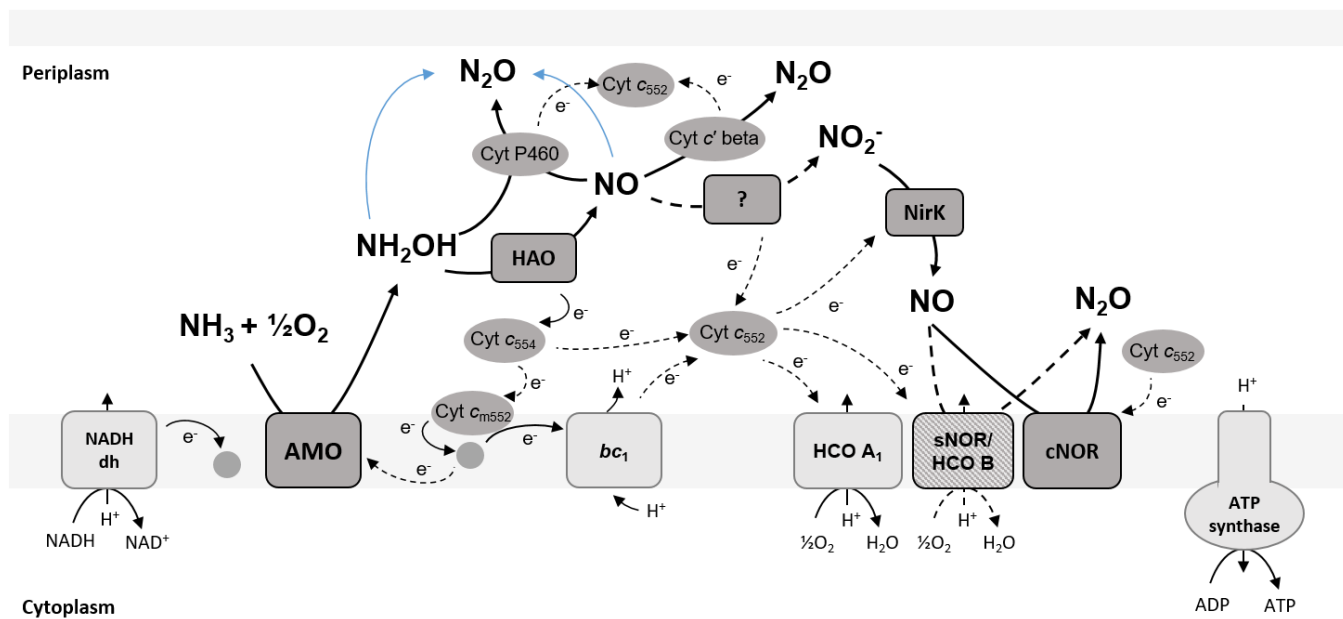 Periplasm
N₂O
Cyt c₅₅₂
e⁻
e⁻
N₂O
Cyt P460
Cyt c′ beta
NO₂⁻
NO
?
NirK
NH₂OH
HAO
e⁻
e⁻
e⁻
NH₃ + ½O₂
Cyt c₅₅₄
e⁻
Cyt c₅₅₂
NO
N₂O
Cyt c₅₅₂
e⁻
H⁺
e⁻
e⁻
e⁻
e⁻
H⁺
Cyt cₘ₅₅₂
NADH
dh
e⁻
AMO
e⁻
e⁻
e⁻
bc₁
HCO A₁
sNOR/
HCO B
cNOR
H⁺
H⁺
NADH
NAD⁺
H⁺
½O₂
H₂O
H⁺
½O₂
H₂O
ATP
synthase
ADP
ATP
Cytoplasm